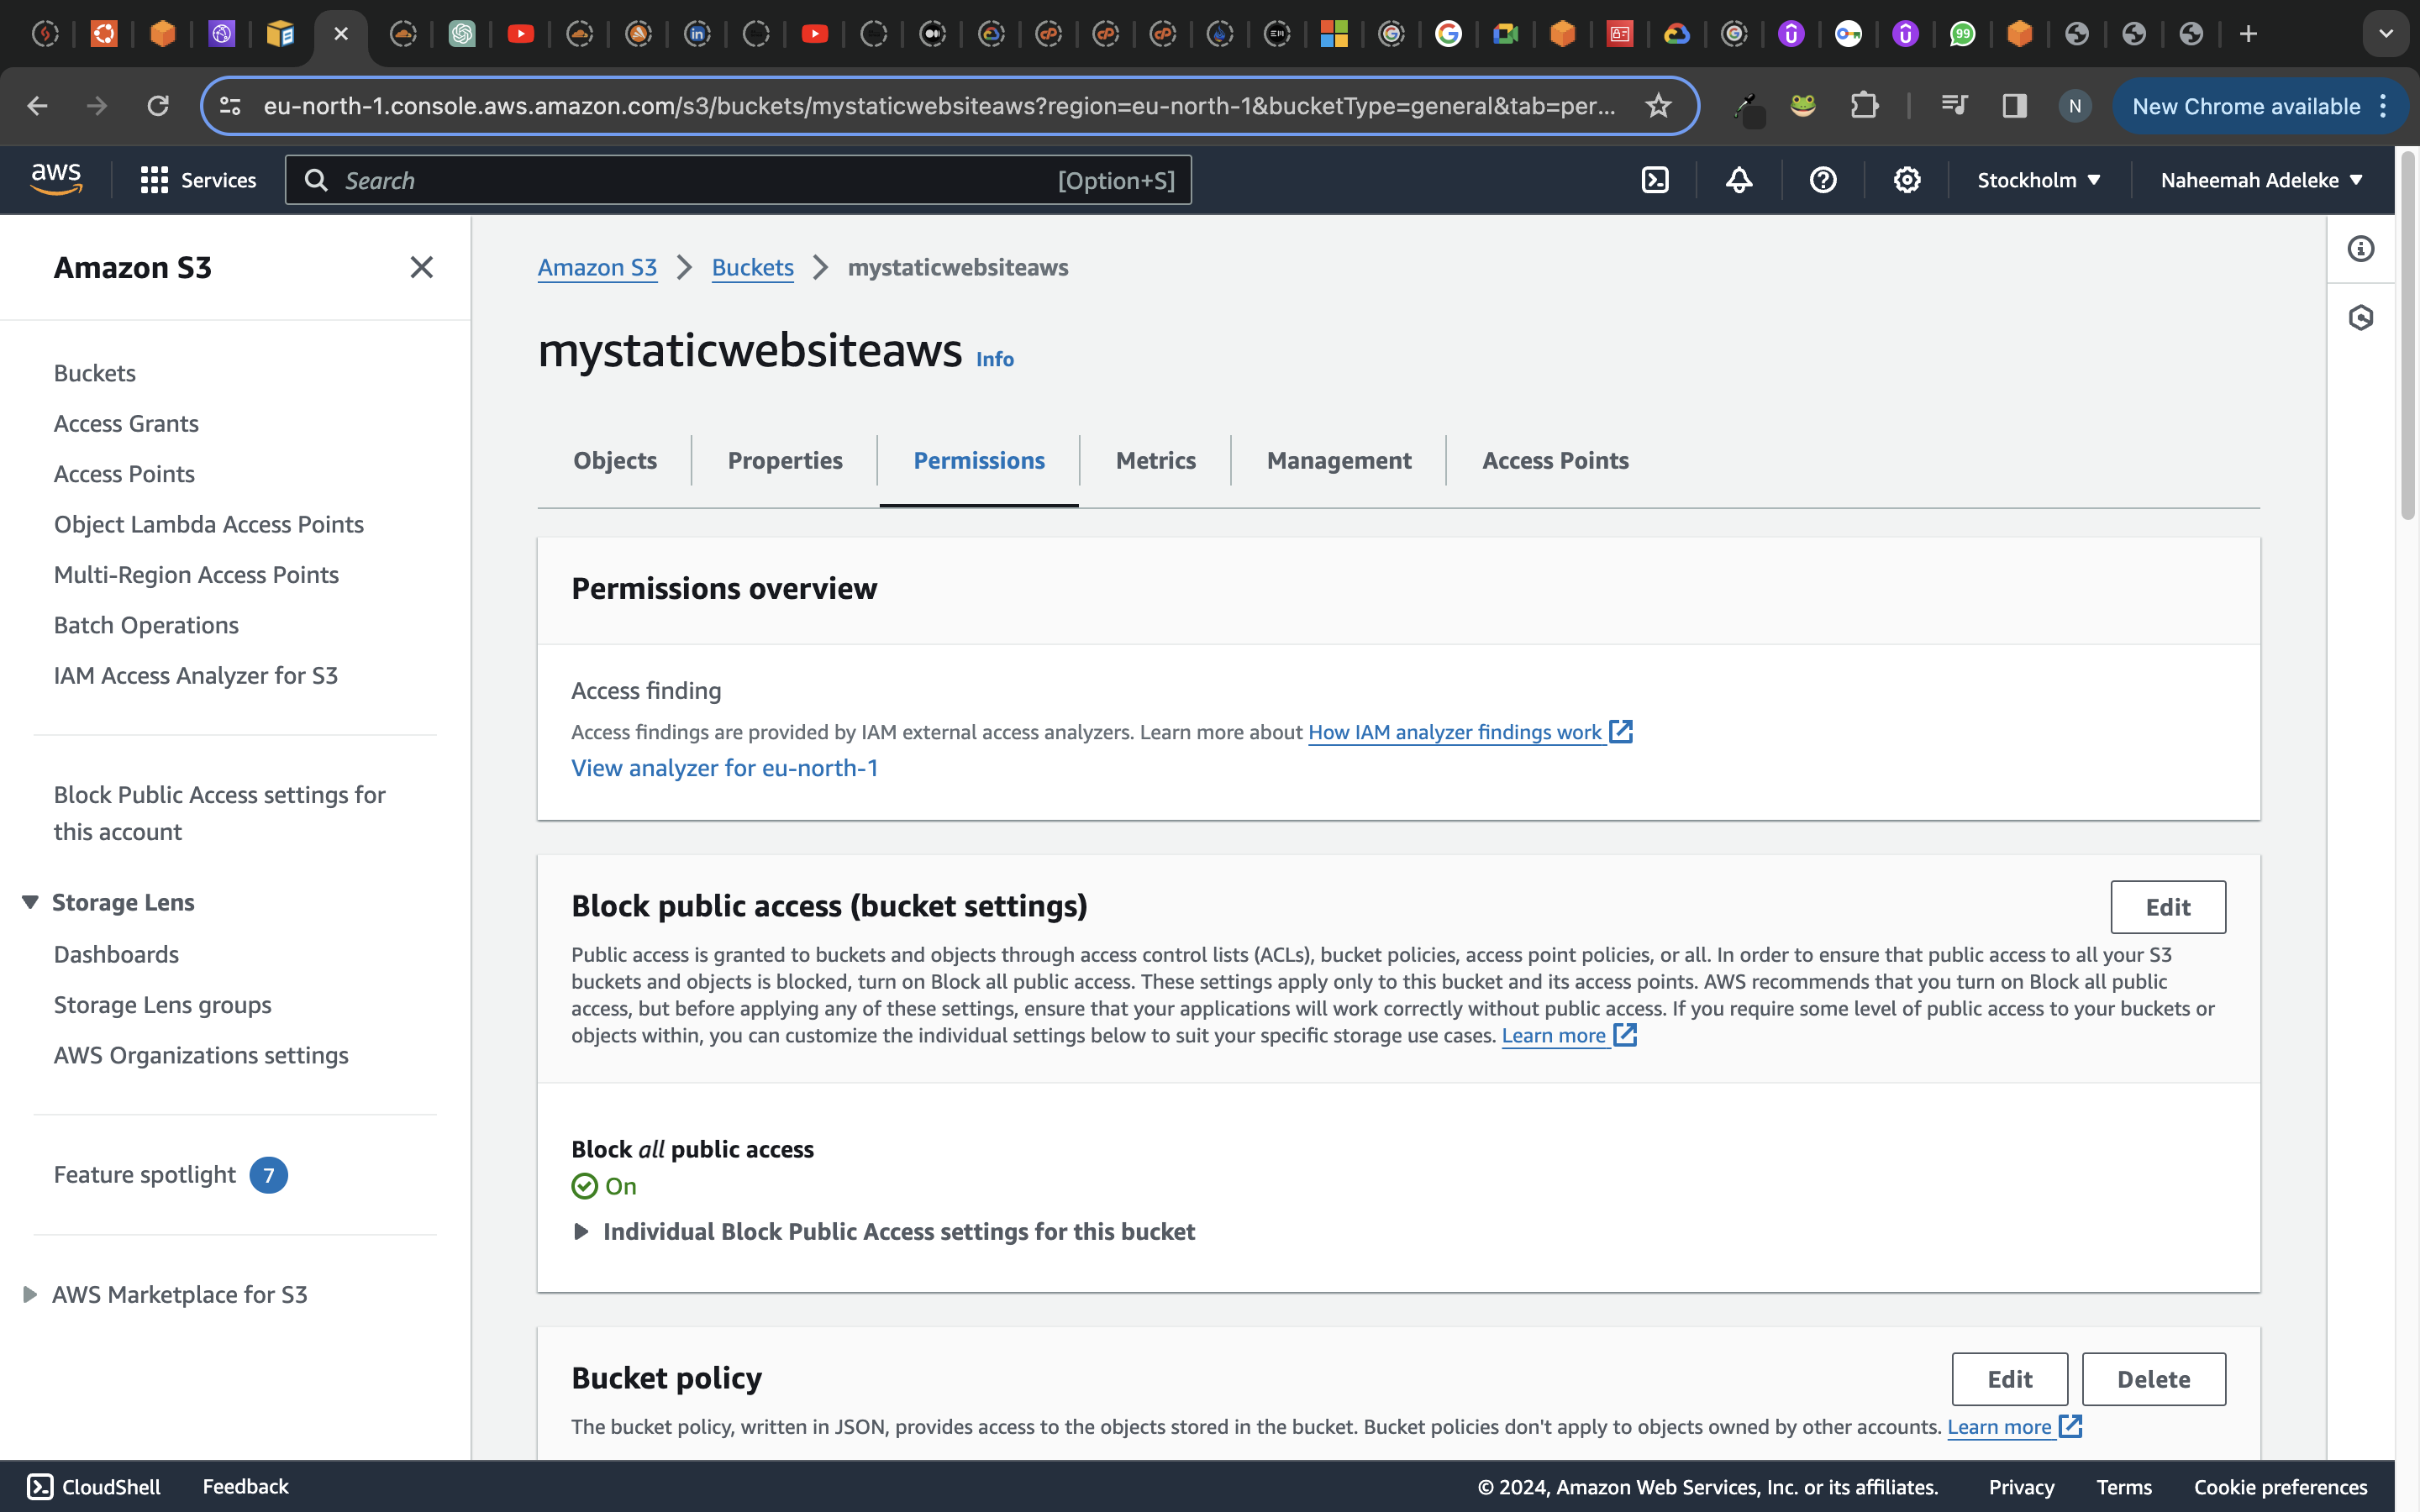 eu-north-1.console.aws.amazon.com/s3/buckets/mystaticwebsiteaws?region=eu-north-1&bucketType=general&tab=per...
N
New Chrome available
99
aws
Services
Search
[Option+S]
Stockholm
Naheemah Adeleke
Amazon S3
Buckets
Access Grants
Access Points
Object Lambda Access Points
Multi-Region Access Points
Batch Operations
IAM Access Analyzer for S3
Block Public Access settings for
this account
Storage Lens
Dashboards
Storage Lens groups
AWS Organizations settings
Feature spotlight 7
AWS Marketplace for S3
Amazon S3 > Buckets > mystaticwebsiteaws
mystaticwebsiteaws Info
Objects
Properties
Permissions
Metrics
Management
Access Points
Permissions overview
Access finding
Access findings are provided by IAM external access analyzers. Learn more about How IAM analyzer findings work
View analyzer for eu-north-1
Block public access (bucket settings)
Edit
Public access is granted to buckets and objects through access control lists (ACLs), bucket policies, access point policies, or all. In order to ensure that public access to all your S3
buckets and objects is blocked, turn on Block all public access. These settings apply only to this bucket and its access points. AWS recommends that you turn on Block all public
access, but before applying any of these settings, ensure that your applications will work correctly without public access. If you require some level of public access to your buckets or
objects within, you can customize the individual settings below to suit your specific storage use cases. Learn more
Block all public access
On
Individual Block Public Access settings for this bucket
Bucket policy
Edit
Delete
The bucket policy, written in JSON, provides access to the objects stored in the bucket. Bucket policies don't apply to objects owned by other accounts. Learn more
CloudShell
Feedback
© 2024, Amazon Web Services, Inc. or its affiliates.
Privacy
Terms
Cookie preferences